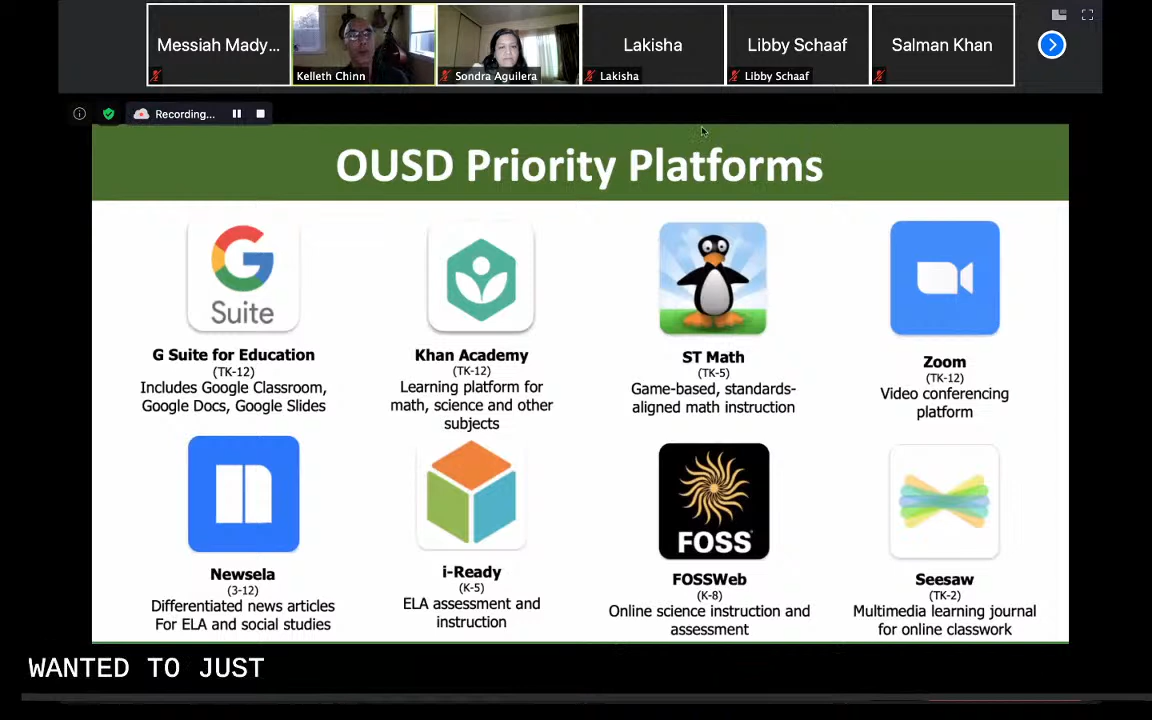 Messiah Mady...
Kelleth Chinn
Sondra Aguilera
Lakisha
Lakisha
Libby Schaaf
Libby Schaaf
Salman Khan
Recording...
OUSD Priority Platforms
G
Suite
G Suite for Education
(TK-12)
Includes Google Classroom,
Google Docs, Google Slides
Khan Academy
(TK-12)
Learning platform for
math, science and other
subjects
ST Math
(TK-5)
Game-based, standards-
aligned math instruction
Zoom
(TK-12)
Video conferencing
platform
Newsela
(3-12)
Differentiated news articles
For ELA and social studies
i-Ready
(K-5)
ELA assessment and
instruction
FOSS
FOSSWeb
(K-8)
Online science instruction and
assessment
Seesaw
(TK-2)
Multimedia learning journal
for online classwork
WANTED TO JUST